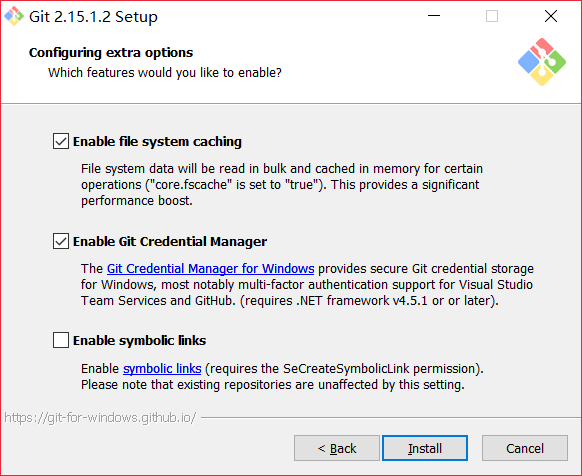 Git 2.15.1.2 Setup
Configuring extra options
Which features would you like to enable?
Enable file system caching
File system data will be read in bulk and cached in memory for certain
operations ("core.fscache" is set to "true"). This provides a significant
performance boost.
Enable Git Credential Manager
The Git Credential Manager for Windows provides secure Git credential storage
for Windows, most notably multi-factor authentication support for Visual Studio
Team Services and GitHub. (requires .NET framework v4.5.1 or or later).
Enable symbolic links
Enable symbolic links (requires the SeCreateSymbolicLink permission).
Please note that existing repositories are unaffected by this setting.
https://git-for-windows.github.io/
< Back
Install
Cancel